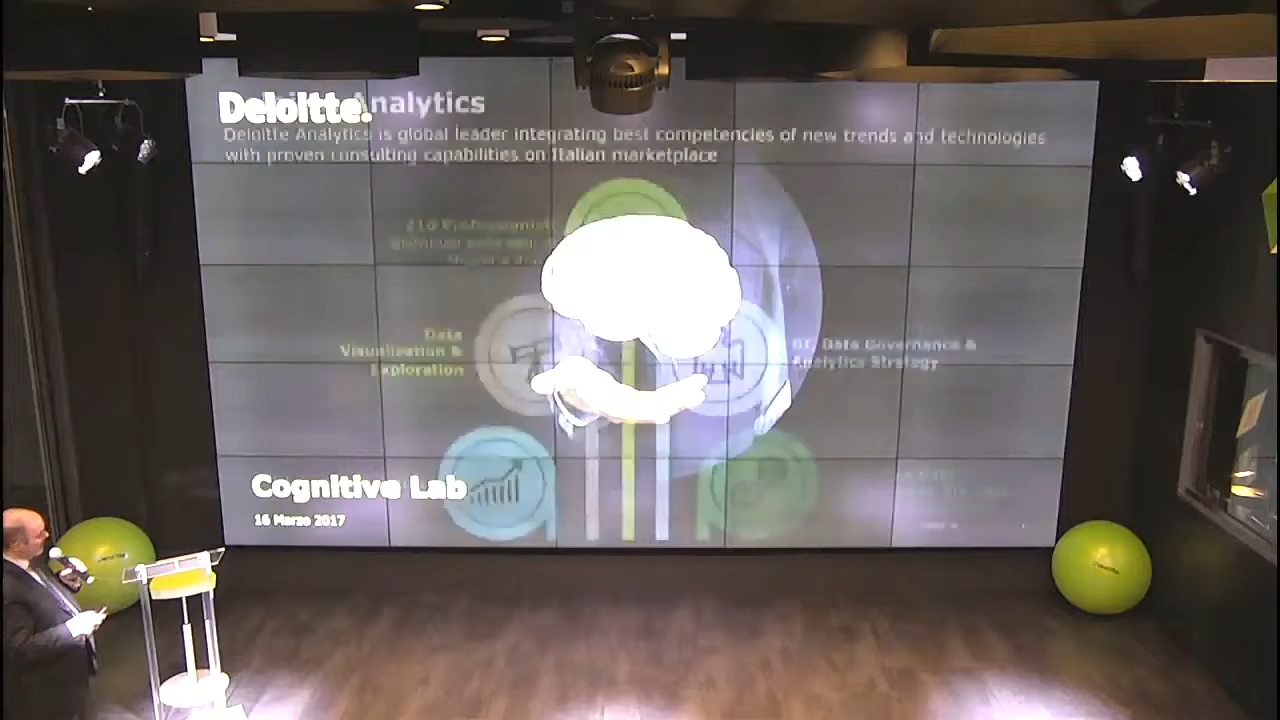 Deloitte. Analytics
Deloitte Analytics is global leader integrating best competencies of new trends and technologies
with proven consulting capabilities on Italian marketplace
Data
Visualization &
Exploration
BI, Data Governance &
Analytics Strategy
Cognitive Lab
16 Marzo 2017